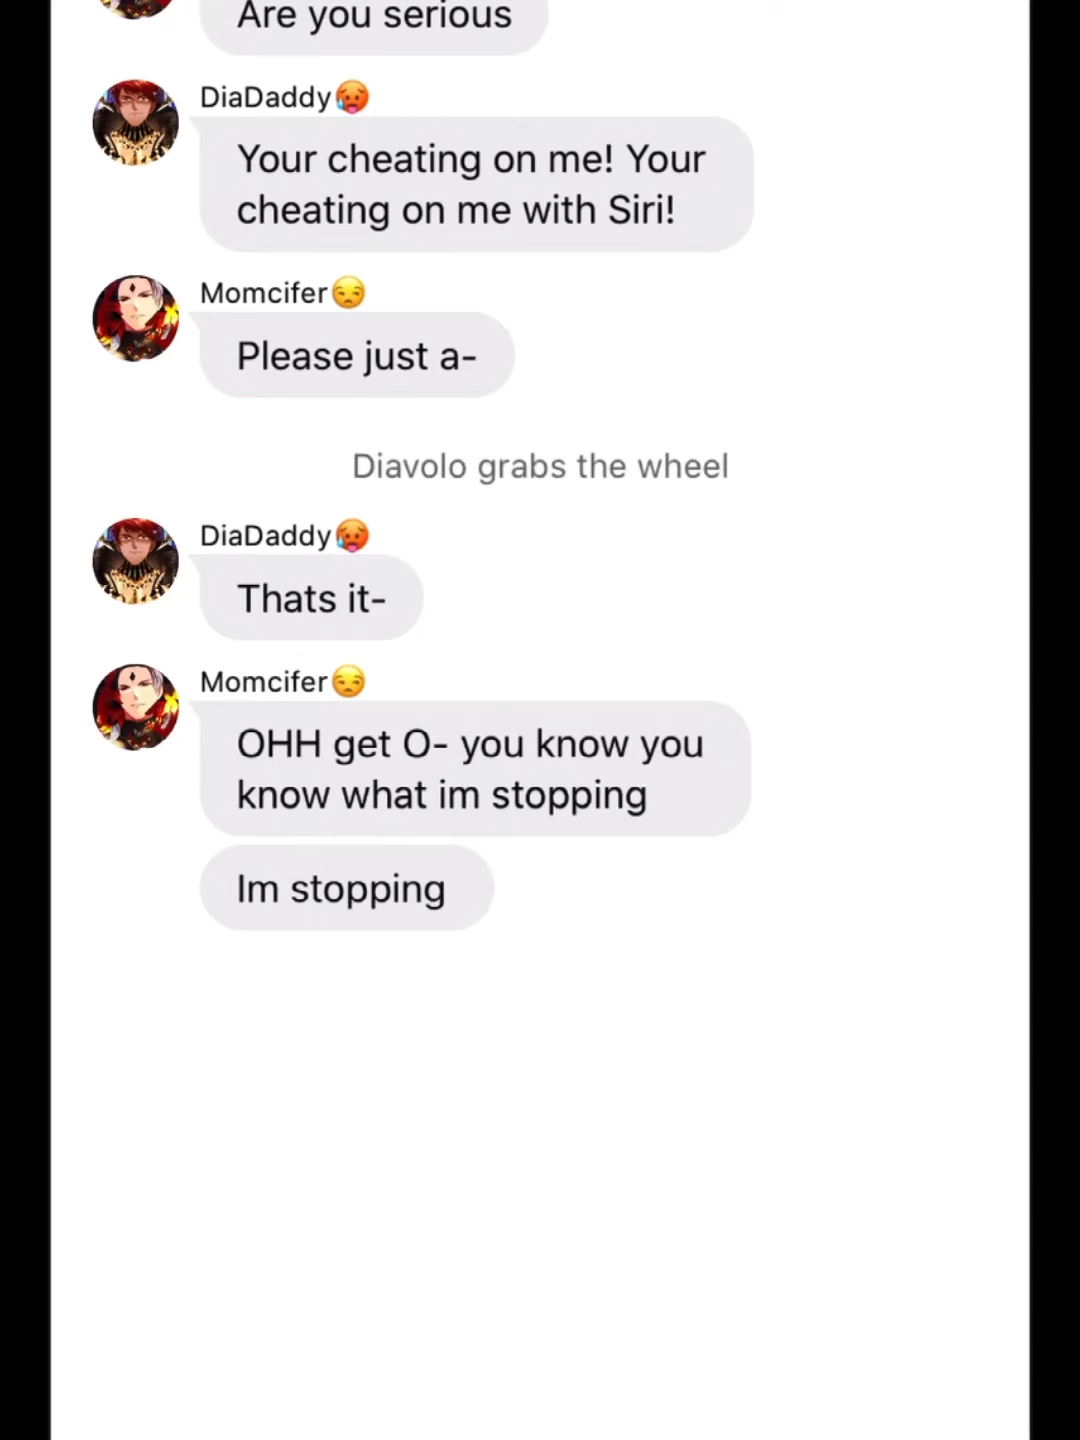 Are you serious
DiaDaddy🥵
Your cheating on me! Your
cheating on me with Siri!
Momcifer😒
Please just a-
Diavolo grabs the wheel
DiaDaddy🥵
Thats it-
Momcifer😒
OHH get O- you know you
know what im stopping
Im stopping